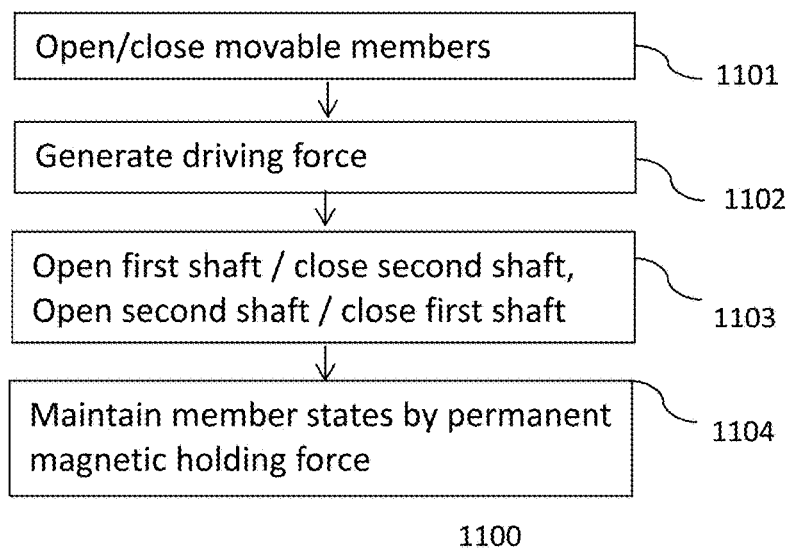 Open/close movable members
1101
Generate driving force
1102
Open first shaft / close second shaft,
Open second shaft / close first shaft
1103
Maintain member states by permanent
magnetic holding force
1104
1100